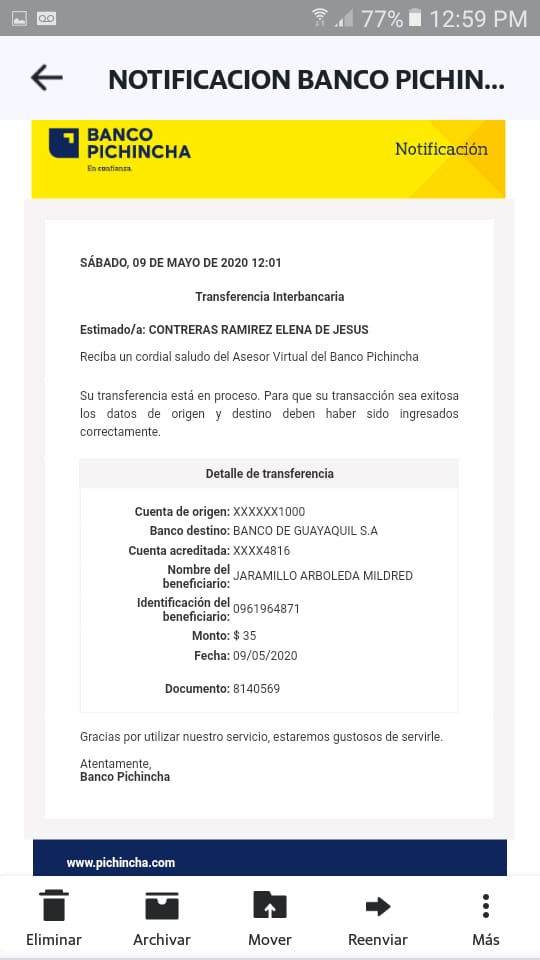 77% 12:59 PM
NOTIFICACION BANCO PICHIN...
BANCO
PICHINCHA
En confianza.
Notificación
SÁBADO, 09 DE MAYO DE 2020 12:01
Transferencia Interbancaria
Estimado/a: CONTRERAS RAMIREZ ELENA DE JESUS
Reciba un cordial saludo del Asesor Virtual del Banco Pichincha
Su transferencia está en proceso. Para que su transacción sea exitosa
los datos de origen y destino deben haber sido ingresados
correctamente.
Detalle de transferencia
Cuenta de origen: XXXXXX1000
Banco destino: BANCO DE GUAYAQUIL S.A
Cuenta acreditada: XXXX4816
Nombre del
beneficiario: JARAMILLO ARBOLEDA MILDRED
Identificación del
beneficiario: 0961964871
Monto: $ 35
Fecha: 09/05/2020
Documento: 8140569
Gracias por utilizar nuestro servicio, estaremos gustosos de servirle.
Atentamente,
Banco Pichincha
www.pichincha.com
Eliminar Archivar Mover Reenviar Más